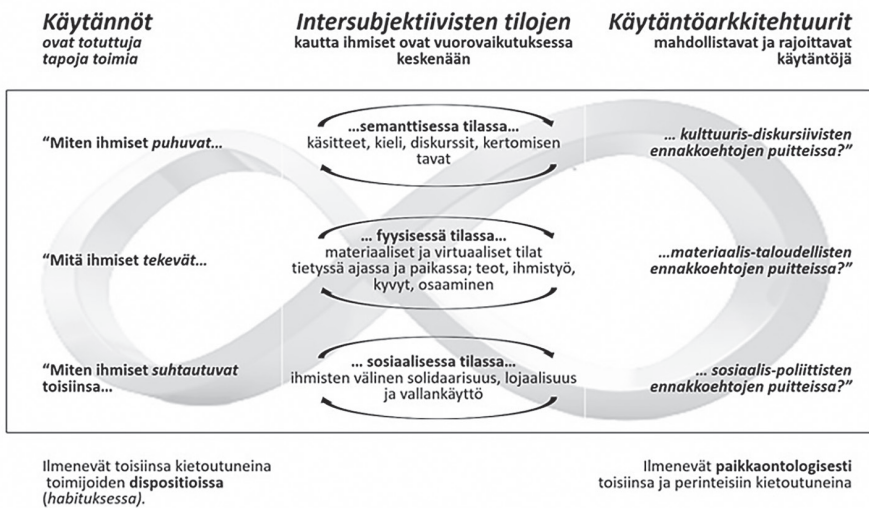 Käytännöt
ovat totuttuja
tapoja toimia
Intersubjektiivisten tilojen
kautta ihmiset ovat vuorovaikutuksessa
keskenään
Käytäntöarkkitehtuurit
mahdollistavat ja rajoittavat
käytäntöjä
“Miten ihmiset puhuvat...
...semanttisessa tilassa...
käsitteet, kieli, diskurssit, kertomisen
tavat
... kulttuuris-diskursiivisten
ennakkoehtojen puitteissa?”
“Mitä ihmiset tekevät...
... fyysisessä tilassa...
materiaaliset ja virtuaaliset tilat
tietyssä ajassa ja paikassa; teot, ihmistyö,
kyvyt, osaaminen
...materiaalis-taloudellisten
ennakkoehtojen puitteissa?”
“Miten ihmiset suhtautuvat
toisiinsa...
... sosiaalisessa tilassa...
ihmisten välinen solidaarisuus, lojaalisuus
ja vallankäyttö
... sosiaalis-poliittisten
ennakkoehtojen puitteissa?”
Ilmenevät toisiinsa kietoutuneina
toimijoiden dispositioissa
(habituksessa).
Ilmenevät paikkaontologisesti
toisiinsa ja perinteisiin kietoutuneina